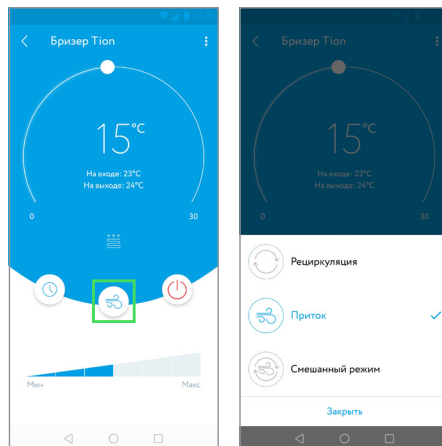 Бризер Tion
15°C
На входе: 23°C
На выходе: 24°C
0 30
Мин Макс
Бризер Tion
15°C
На входе: 23°C
На выходе: 24°C
0 30
Рециркуляция
Приток
Смешанный режим
Закрыть